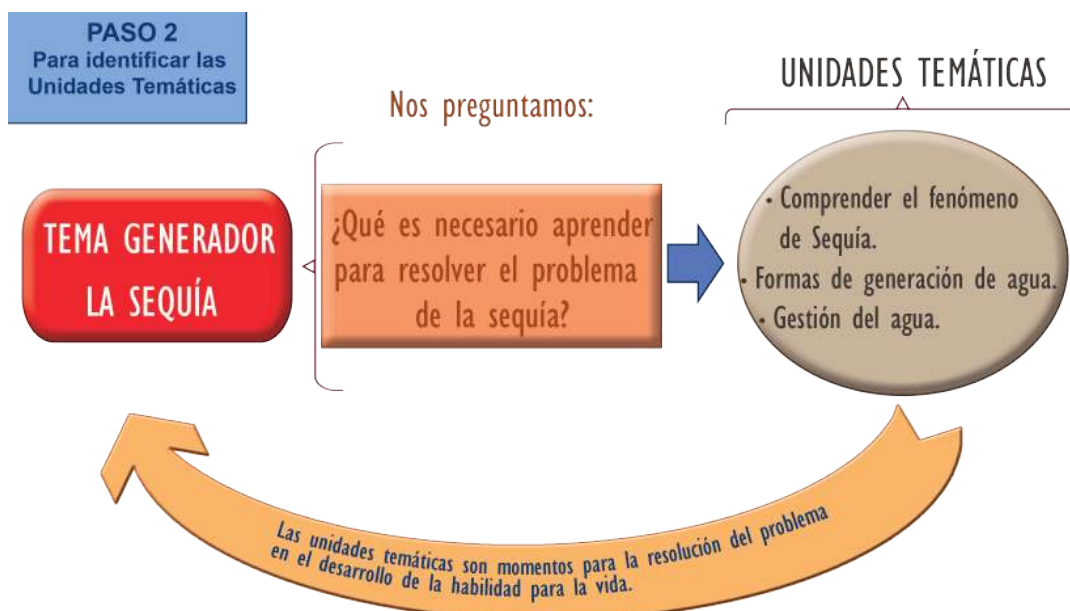 PASO 2
Para identificar las
Unidades Temáticas
UNIDADES TEMÁTICAS
Nos preguntamos:
TEMA GENERADOR
LA SEQUÍA
¿Qué es necesario aprender
para resolver el problema
de la sequía?
· Comprender el fenómeno
de Sequía.
· Formas de generación de agua.
· Gestión del agua.
Las unidades temáticas son momentos para la resolución del problema
en el desarrollo de la habilidad para la vida.